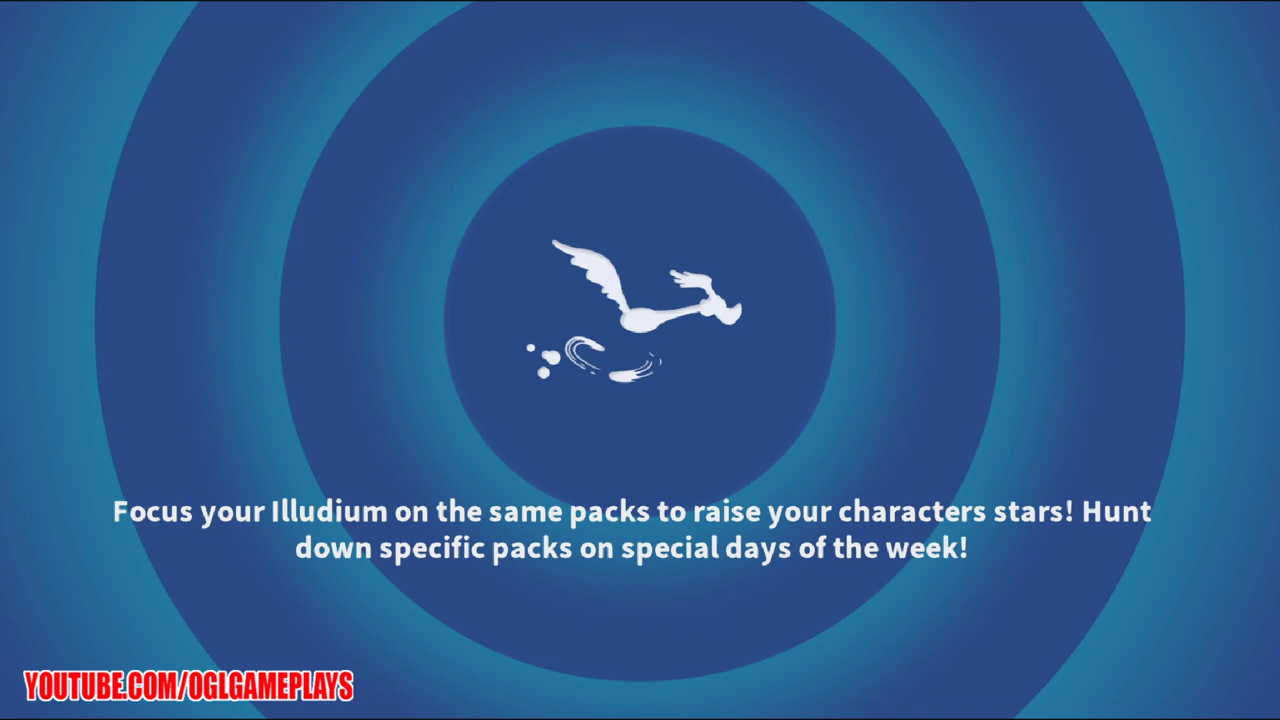 Focus your Illudium on the same packs to raise your characters stars! Hunt
down specific packs on special days of the week!
YOUTUBE.COM/OGLGAMEPLAYS